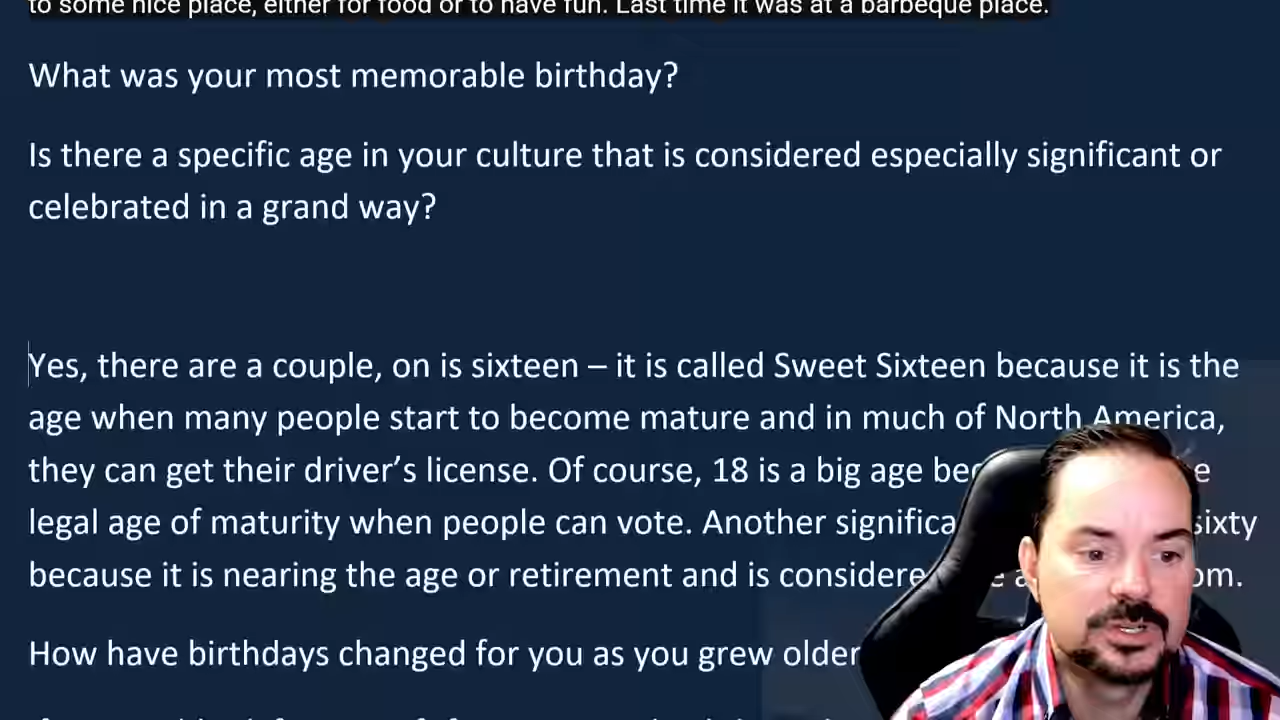 to some nice place, either for food or to have fun. Last time it was at a barbeque place.
What was your most memorable birthday?
Is there a specific age in your culture that is considered especially significant or
celebrated in a grand way?
Yes, there are a couple, on is sixteen – it is called Sweet Sixteen because it is the
age when many people start to become mature and in much of North America,
they can get their driver’s license. Of course, 18 is a big age
legal age of maturity when people can vote. Another sixty
because it is nearing the age or retirement and is
How have birthdays changed for you as you grew older